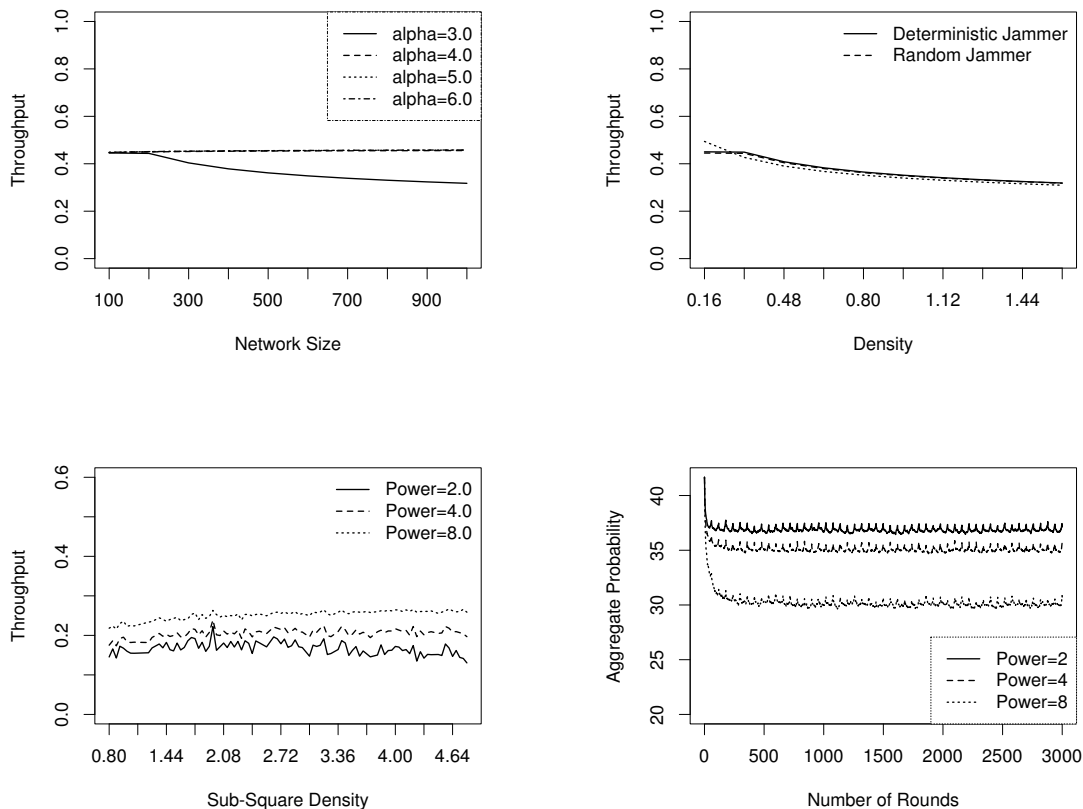 1.0
0.8
0.6
0.4
0.2
0.0
Throughput
alpha=3.0
alpha=4.0
alpha=5.0
alpha=6.0
100 300 500 700 900
Network Size
1.0
0.8
0.6
0.4
0.2
0.0
Throughput
Deterministic Jammer
Random Jammer
0.16 0.48 0.80 1.12 1.44
Density
0.6
0.4
0.2
0.0
Throughput
Power=2.0
Power=4.0
Power=8.0
0.80 1.44 2.08 2.72 3.36 4.00 4.64
Sub-Square Density
40
35
30
25
20
Aggregate Probability
Power=2
Power=4
Power=8
0 500 1000 1500 2000 2500 3000
Number of Rounds